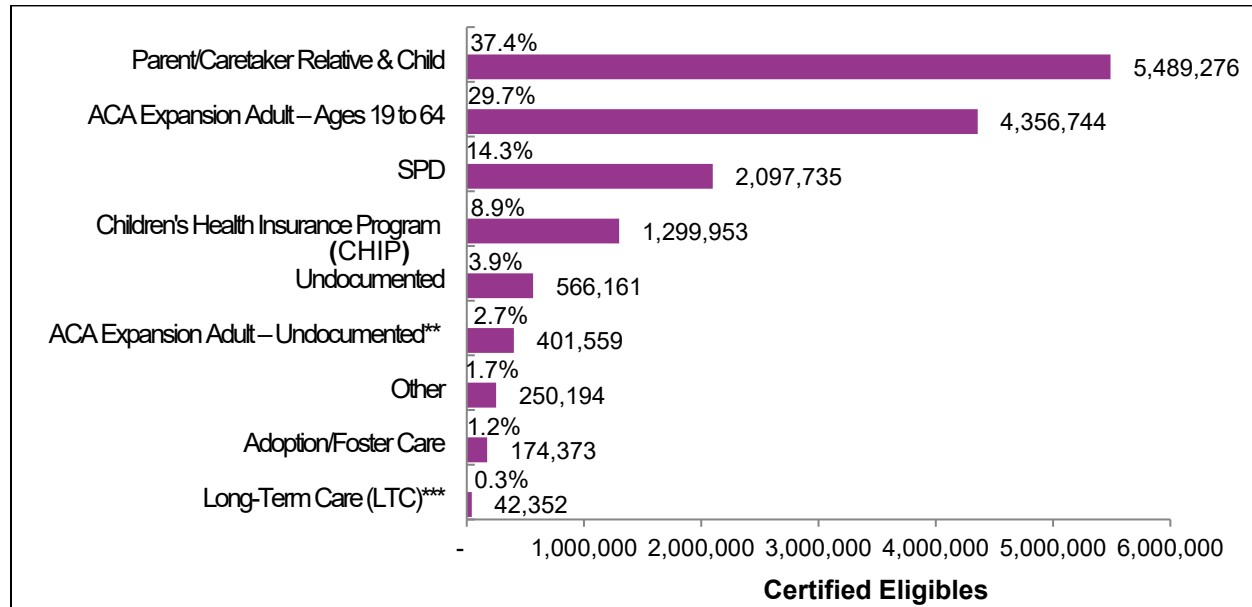 37.4%
Parent/Caretaker Relative & Child
5,489,276
29.7%
ACA Expansion Adult – Ages 19 to 64
4,356,744
14.3%
SPD
2,097,735
8.9%
Children's Health Insurance Program
(CHIP)
1,299,953
3.9%
Undocumented
566,161
2.7%
ACA Expansion Adult – Undocumented**
401,559
1.7%
Other
250,194
1.2%
Adoption/Foster Care
174,373
0.3%
Long-Term Care (LTC)***
42,352
- 1,000,000 2,000,000 3,000,000 4,000,000 5,000,000 6,000,000
Certified Eligibles